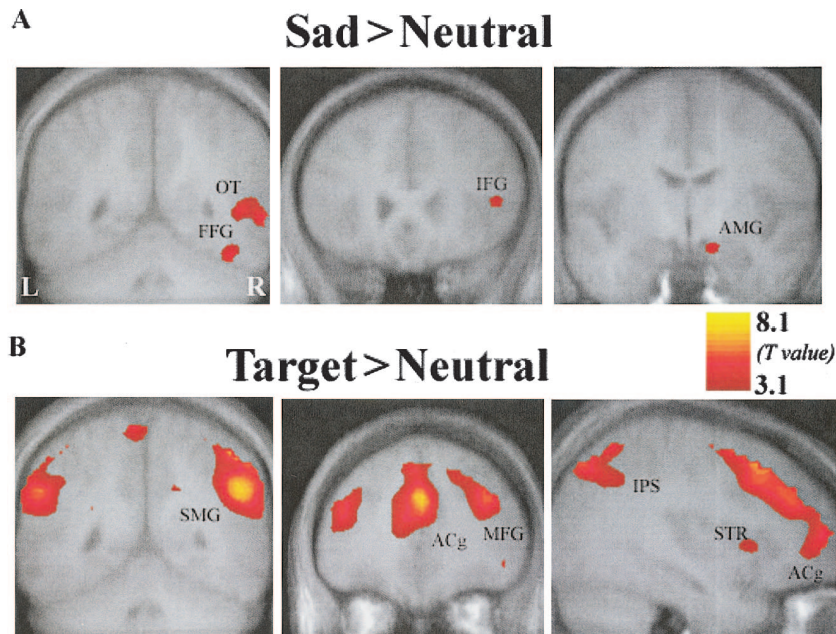 A
Sad > Neutral
OT
FFG
L
R
IFG
AMG
8.1
(T value)
3.1
B
Target > Neutral
SMG
ACg
MFG
IPS
STR
ACg